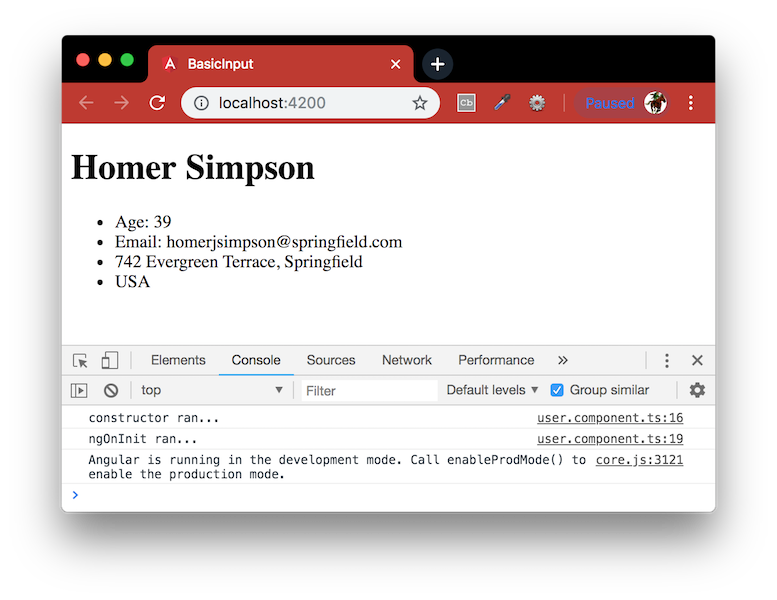 BasicInput
localhost:4200
Cb
Paused
Homer Simpson
• Age: 39
• Email: homerjsimpson@springfield.com
• 742 Evergreen Terrace, Springfield
• USA
Elements Console Sources Network Performance »
top Filter Default levels Group similar
constructor ran... user.component.ts:16
ngOnInit ran... user.component.ts:19
Angular is running in the development mode. Call enableProdMode() to core.js:3121
enable the production mode.